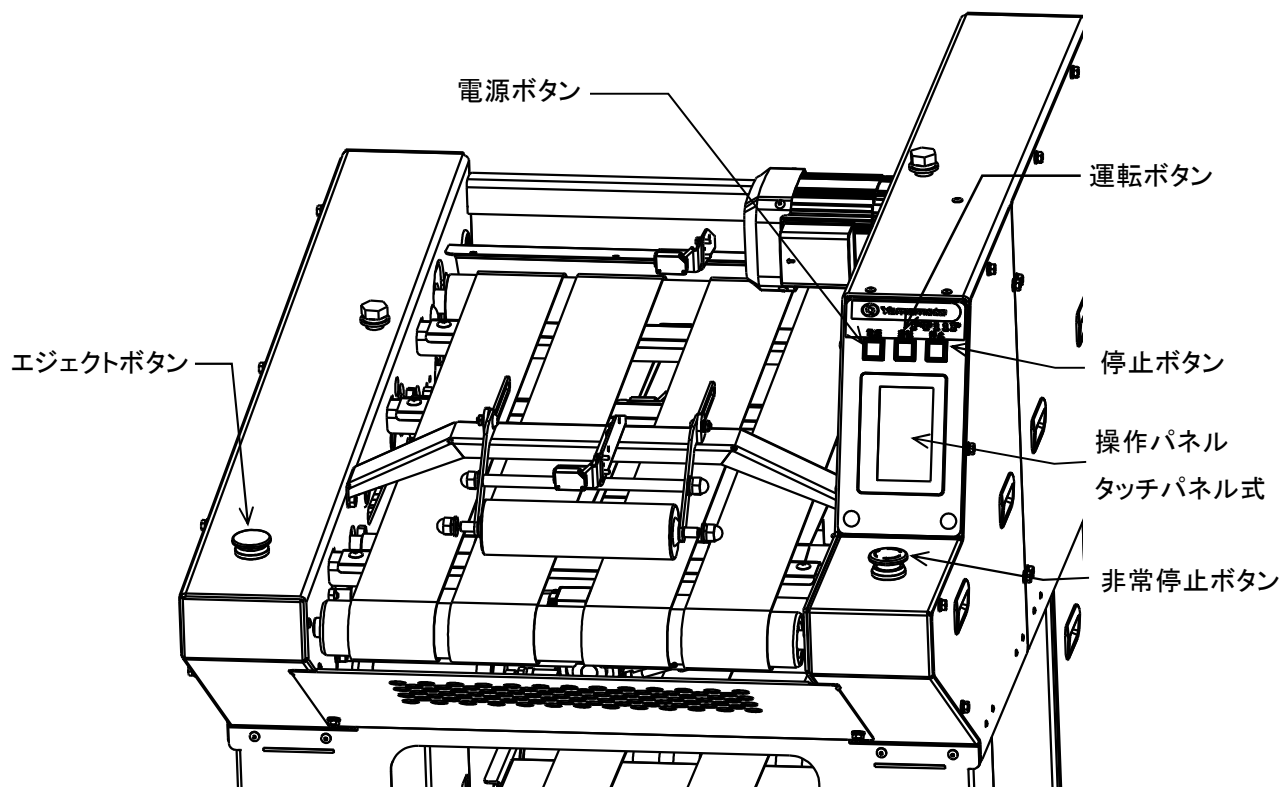 電源ボタン
運転ボタン
エジェクトボタン
停止ボタン
操作パネル
タッチパネル式
非常停止ボタン